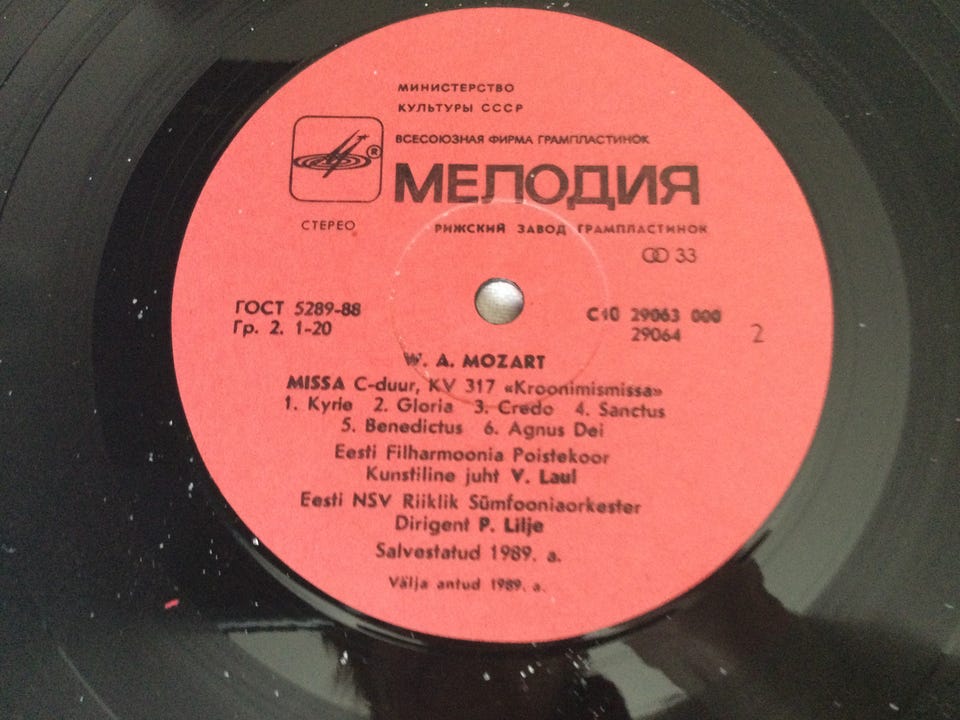 МИНИСТЕРСТВО
КУЛЬТУРЫ СССР
ВСЕСОЮЗНАЯ ФИРМА ГРАМПЛАСТИНОК
®
МЕЛОДИЯ
СТЕРЕО
РИЖСКИЙ ЗАВОД ГРАМПЛАСТИНОК
33
ГОСТ 5289-88
Гр. 2. 1-20
С10 29063 000
29064
2
W. A. MOZART
MISSA C-duur, KV 317 «Kroonimismissa»
1. Kyrie 2. Gloria 3. Credo 4. Sanctus
5. Benedictus 6. Agnus Dei
Eesti Filharmoonia Poistekoor
Kunstiline juht V. Laul
Eesti NSV Riiklik Sümfooniaorkester
Dirigent P. Lilje
Salvestatud 1989. a.
Välja antud 1989. a.